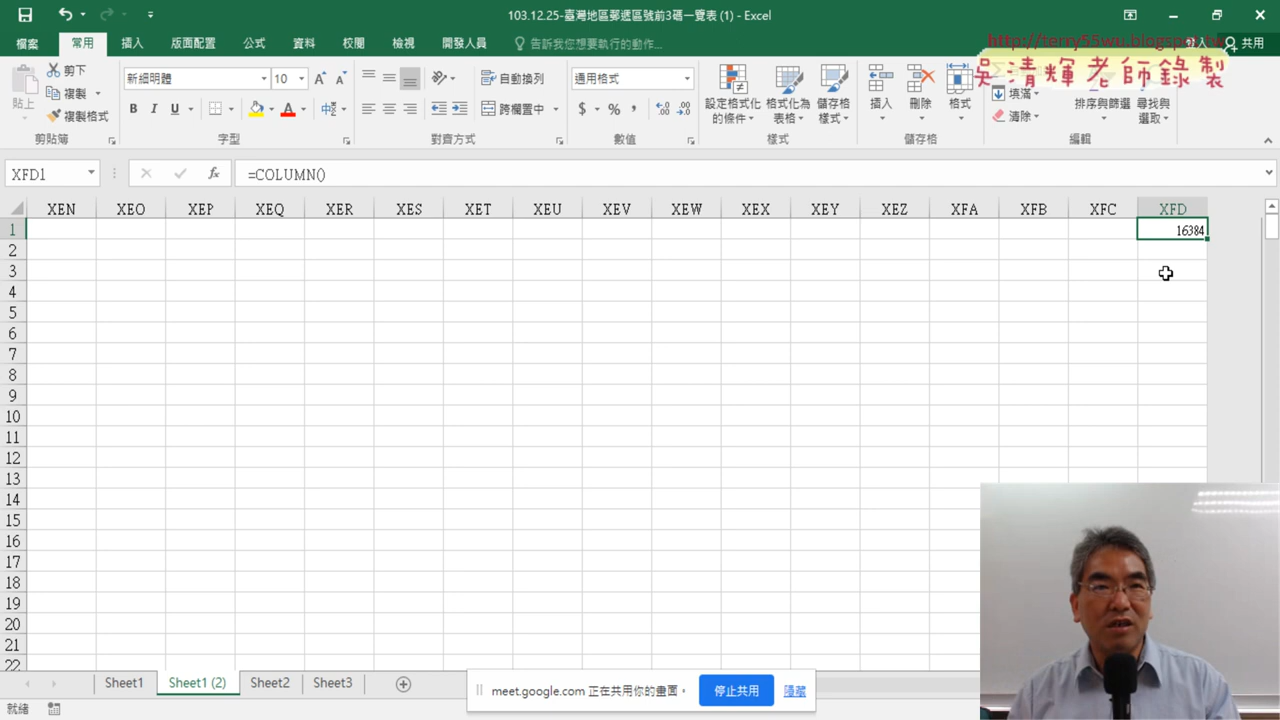 103.12.25-臺灣地區郵遞區號前3碼一覽表 (1) - Excel
檔案 常用 插入 版面配置 公式 資料 校閱 檢視 開發人員 告訴我您想要執行的動作... 共用
http://terry55wu.blogspot.tw
吳清輝老師錄製
貼上 剪下 複製 複製格式 剪貼簿
新細明體 10 B I U A 字型
自動換列 跨欄置中 對齊方式
通用格式 $ % , 數值
設定格式化的條件 格式化為表格 儲存格樣式 樣式
插入 刪除 格式 儲存格
填滿 清除 排序與篩選 尋找與選取 編輯
XFD1 fx =COLUMN()
XEN XEO XEP XEQ XER XES XET XEU XEV XEW XEX XEY XEZ XFA XFB XFC XFD
1 16384
2
3
4
5
6
7
8
9
10
11
12
13
14
15
16
17
18
19
20
21
22
Sheet1 Sheet1 (2) Sheet2 Sheet3
meet.google.com 正在共用你的畫面。 停止共用 隱藏
就緒